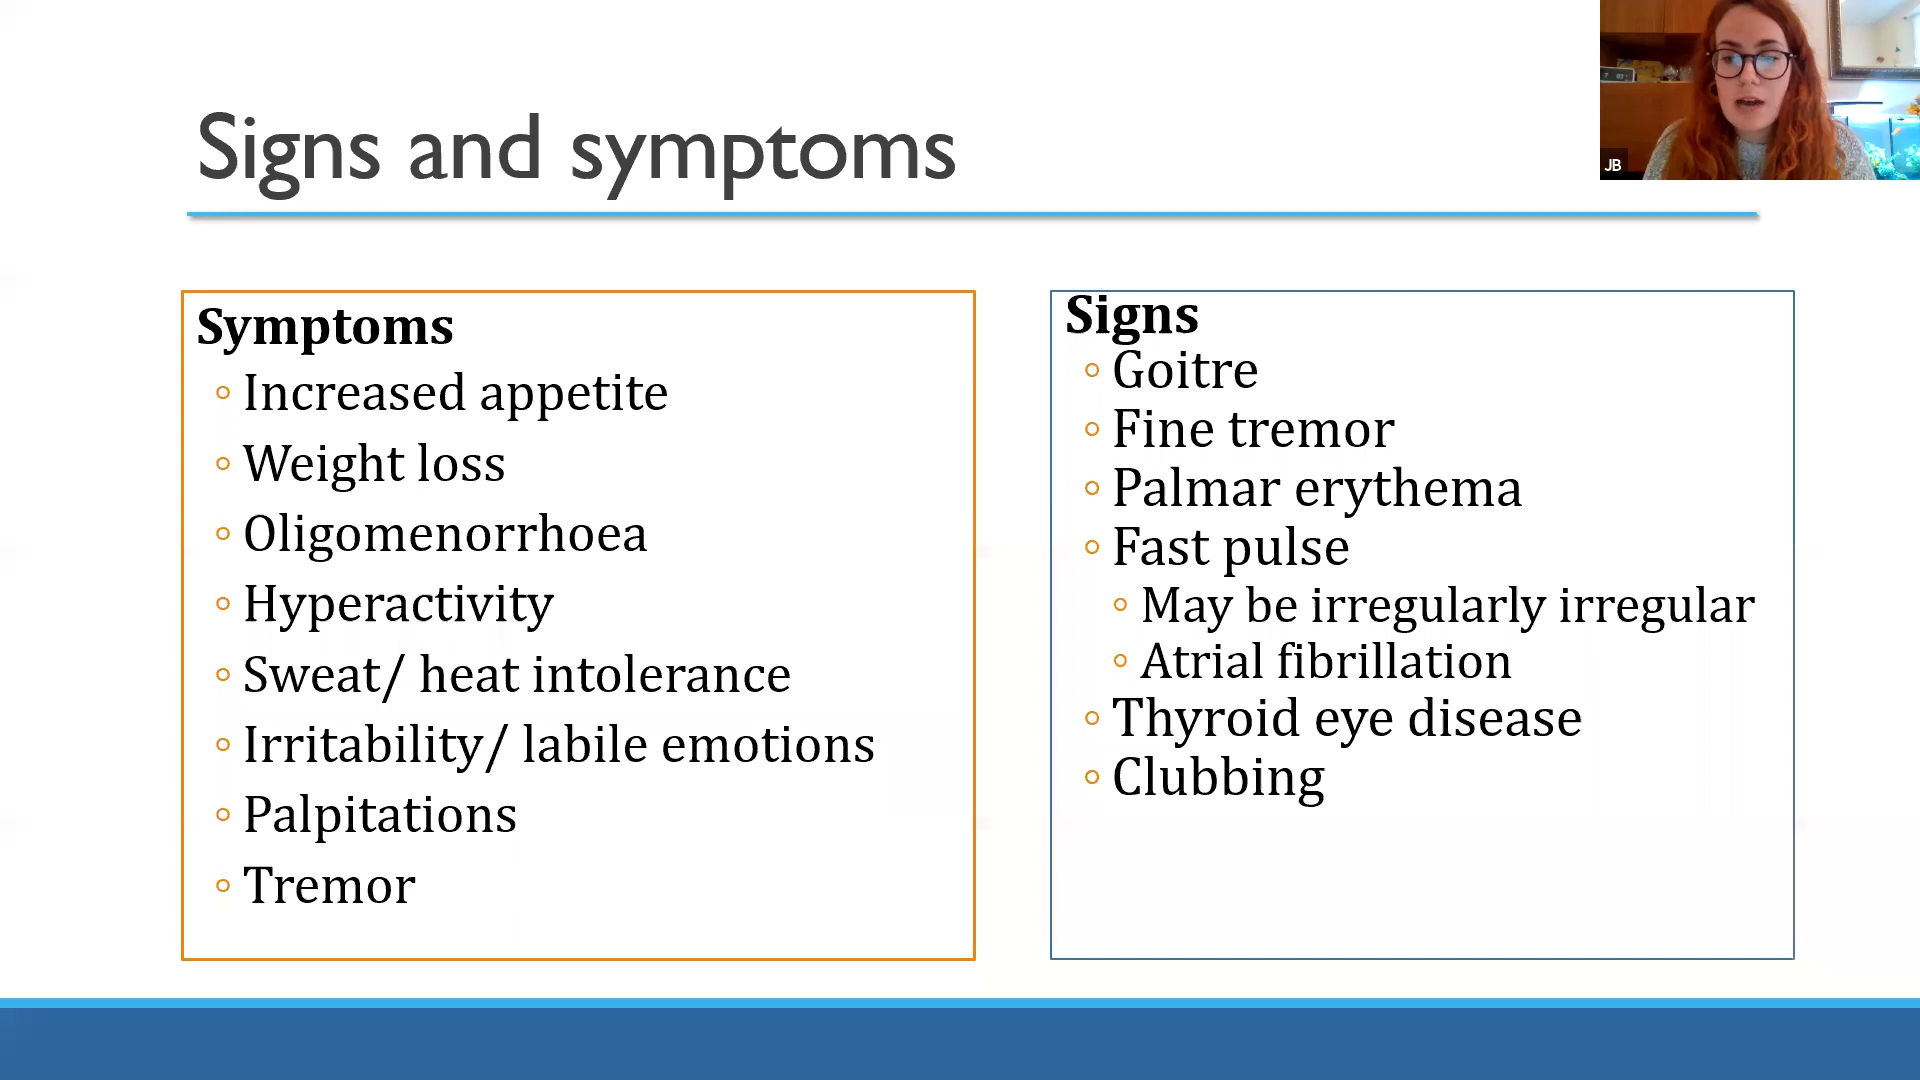 Signs and symptoms
JB
Symptoms
◦ Increased appetite
◦ Weight loss
◦ Oligomenorrhoea
◦ Hyperactivity
◦ Sweat/ heat intolerance
◦ Irritability/ labile emotions
◦ Palpitations
◦ Tremor
Signs
◦ Goitre
◦ Fine tremor
◦ Palmar erythema
◦ Fast pulse
◦ May be irregularly irregular
◦ Atrial fibrillation
◦ Thyroid eye disease
◦ Clubbing